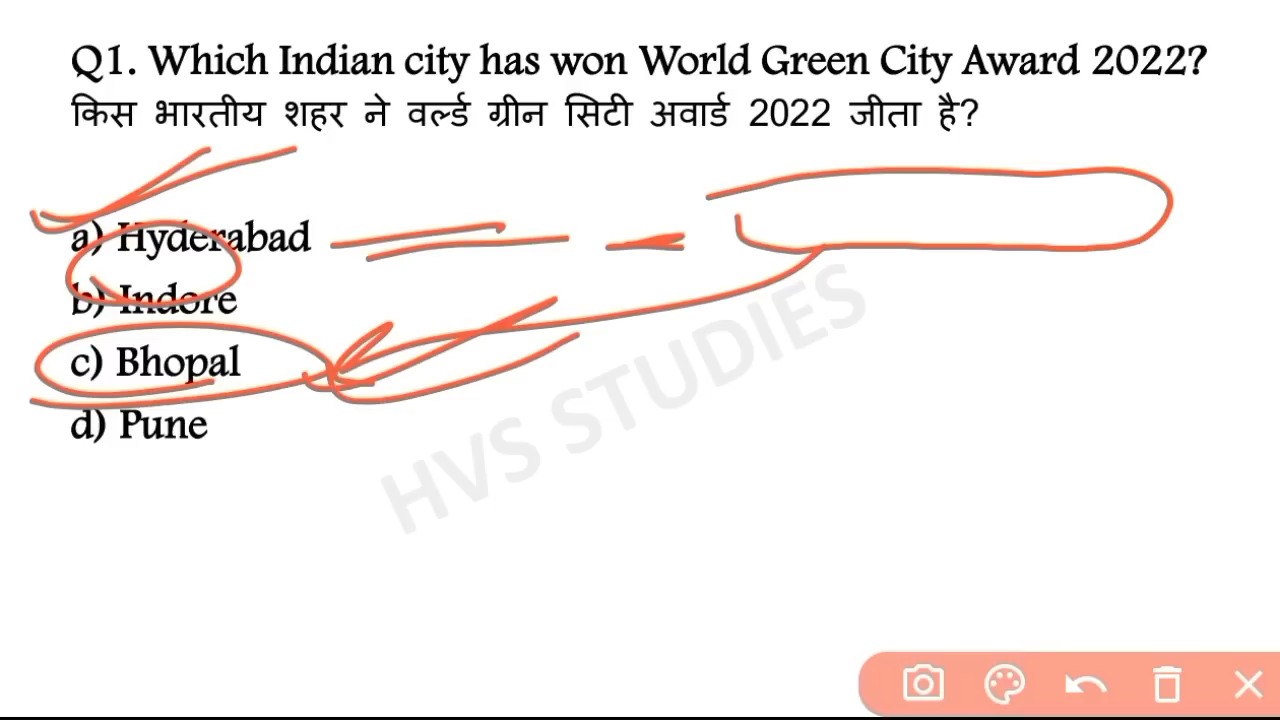 Q1. Which Indian city has won World Green City Award 2022?
किस भारतीय शहर ने वर्ल्ड ग्रीन सिटी अवार्ड 2022 जीता है?
a) Hyderabad
b) Indore
c) Bhopal
d) Pune
HVS STUDIES